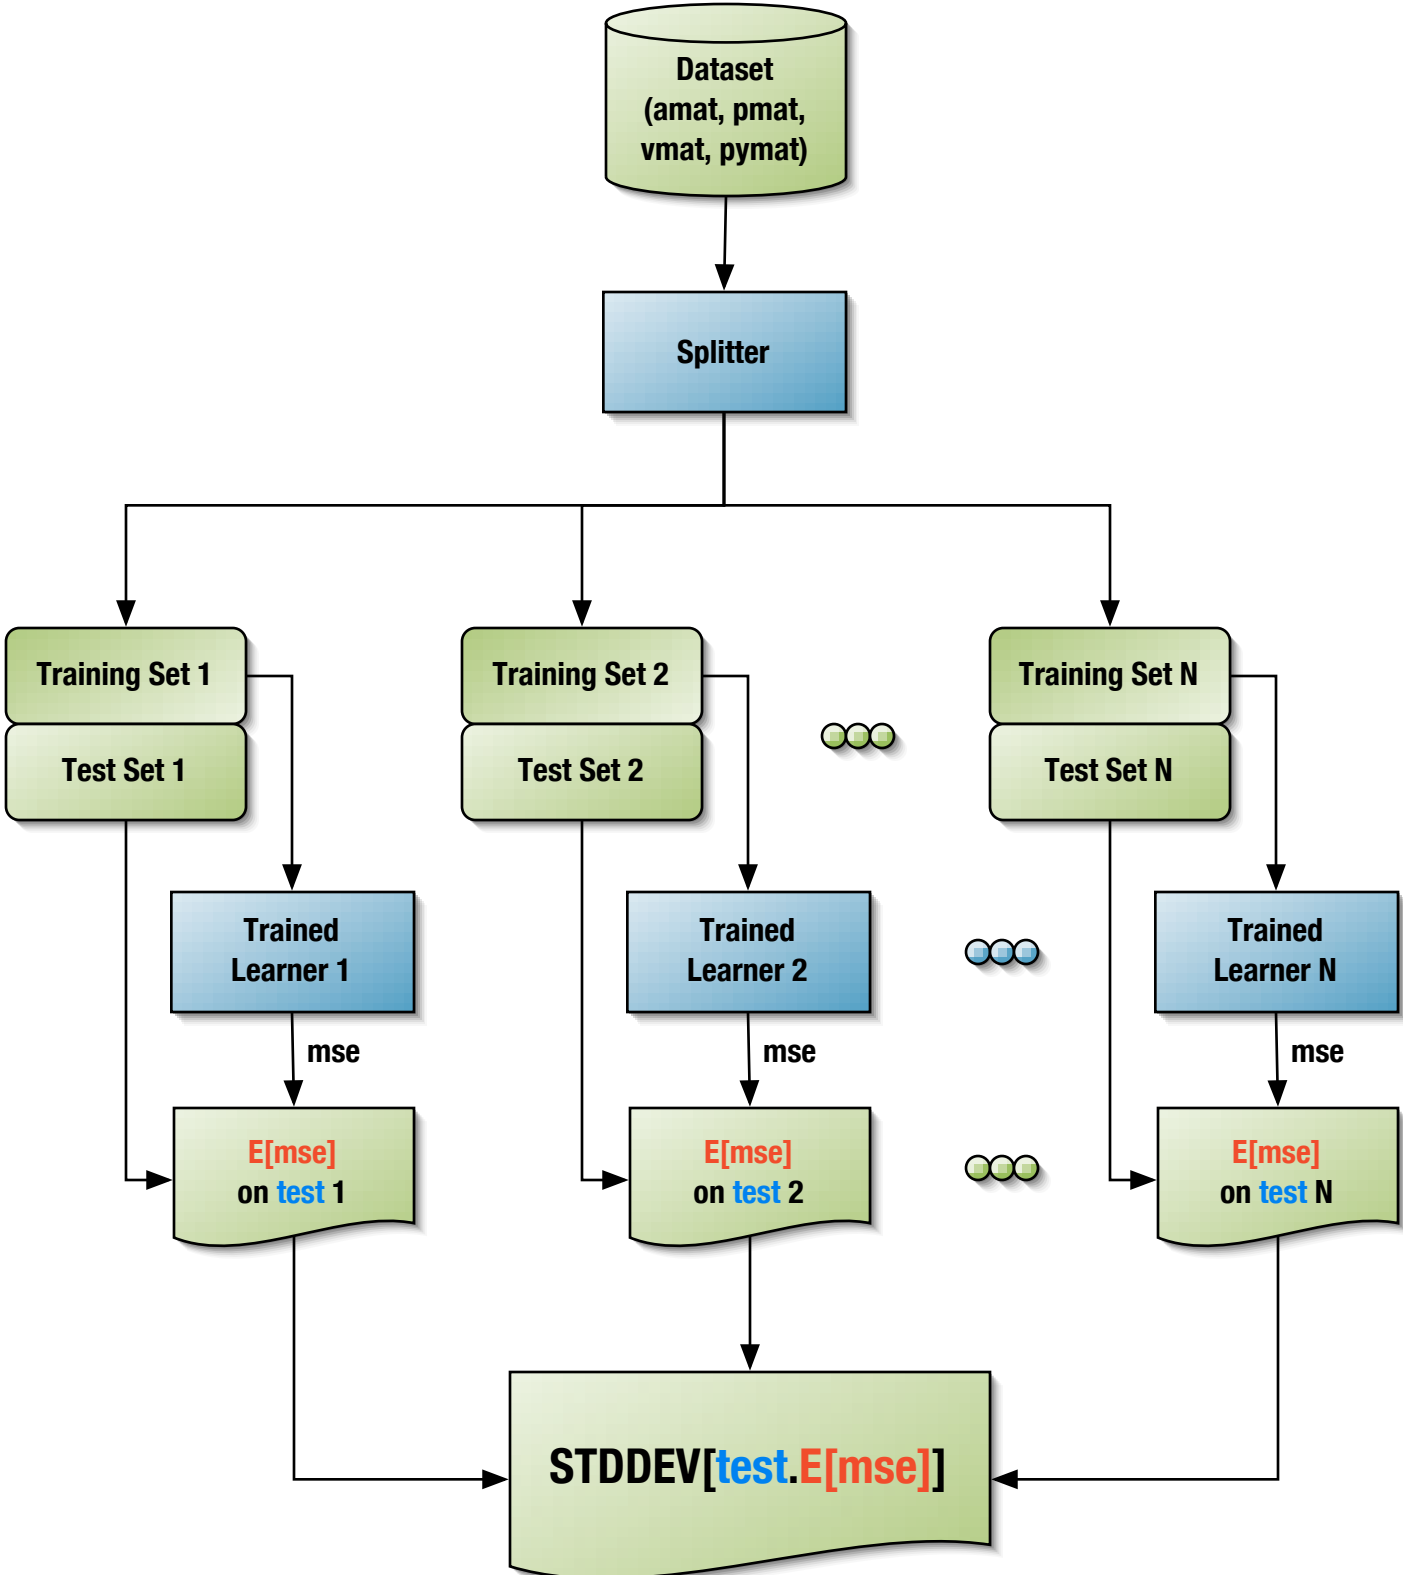 Dataset
(amat, pmat,
vmat, pymat)
Splitter
Training Set 1
Test Set 1
Training Set 2
Test Set 2
Training Set N
Test Set N
Trained
Learner 1
Trained
Learner 2
Trained
Learner N
mse
mse
mse
E[mse]
on test 1
E[mse]
on test 2
E[mse]
on test N
STDDEV[test.E[mse]]